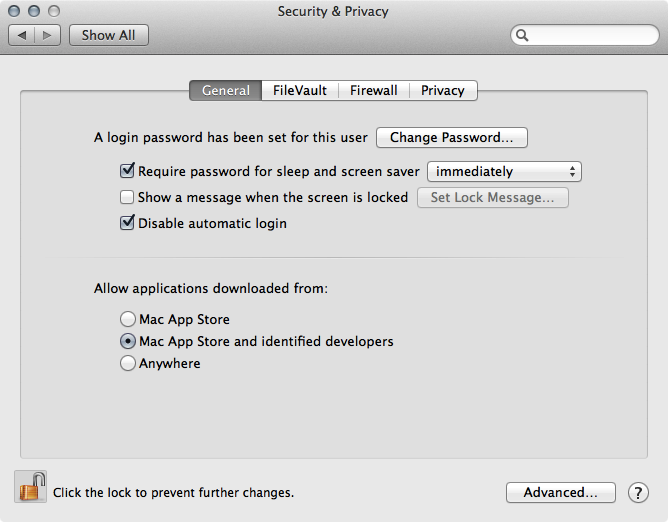 Security & Privacy
Show All
General FileVault Firewall Privacy
A login password has been set for this user Change Password...
Require password for sleep and screen saver immediately
Show a message when the screen is locked Set Lock Message...
Disable automatic login
Allow applications downloaded from:
Mac App Store
Mac App Store and identified developers
Anywhere
Click the lock to prevent further changes. Advanced... ?